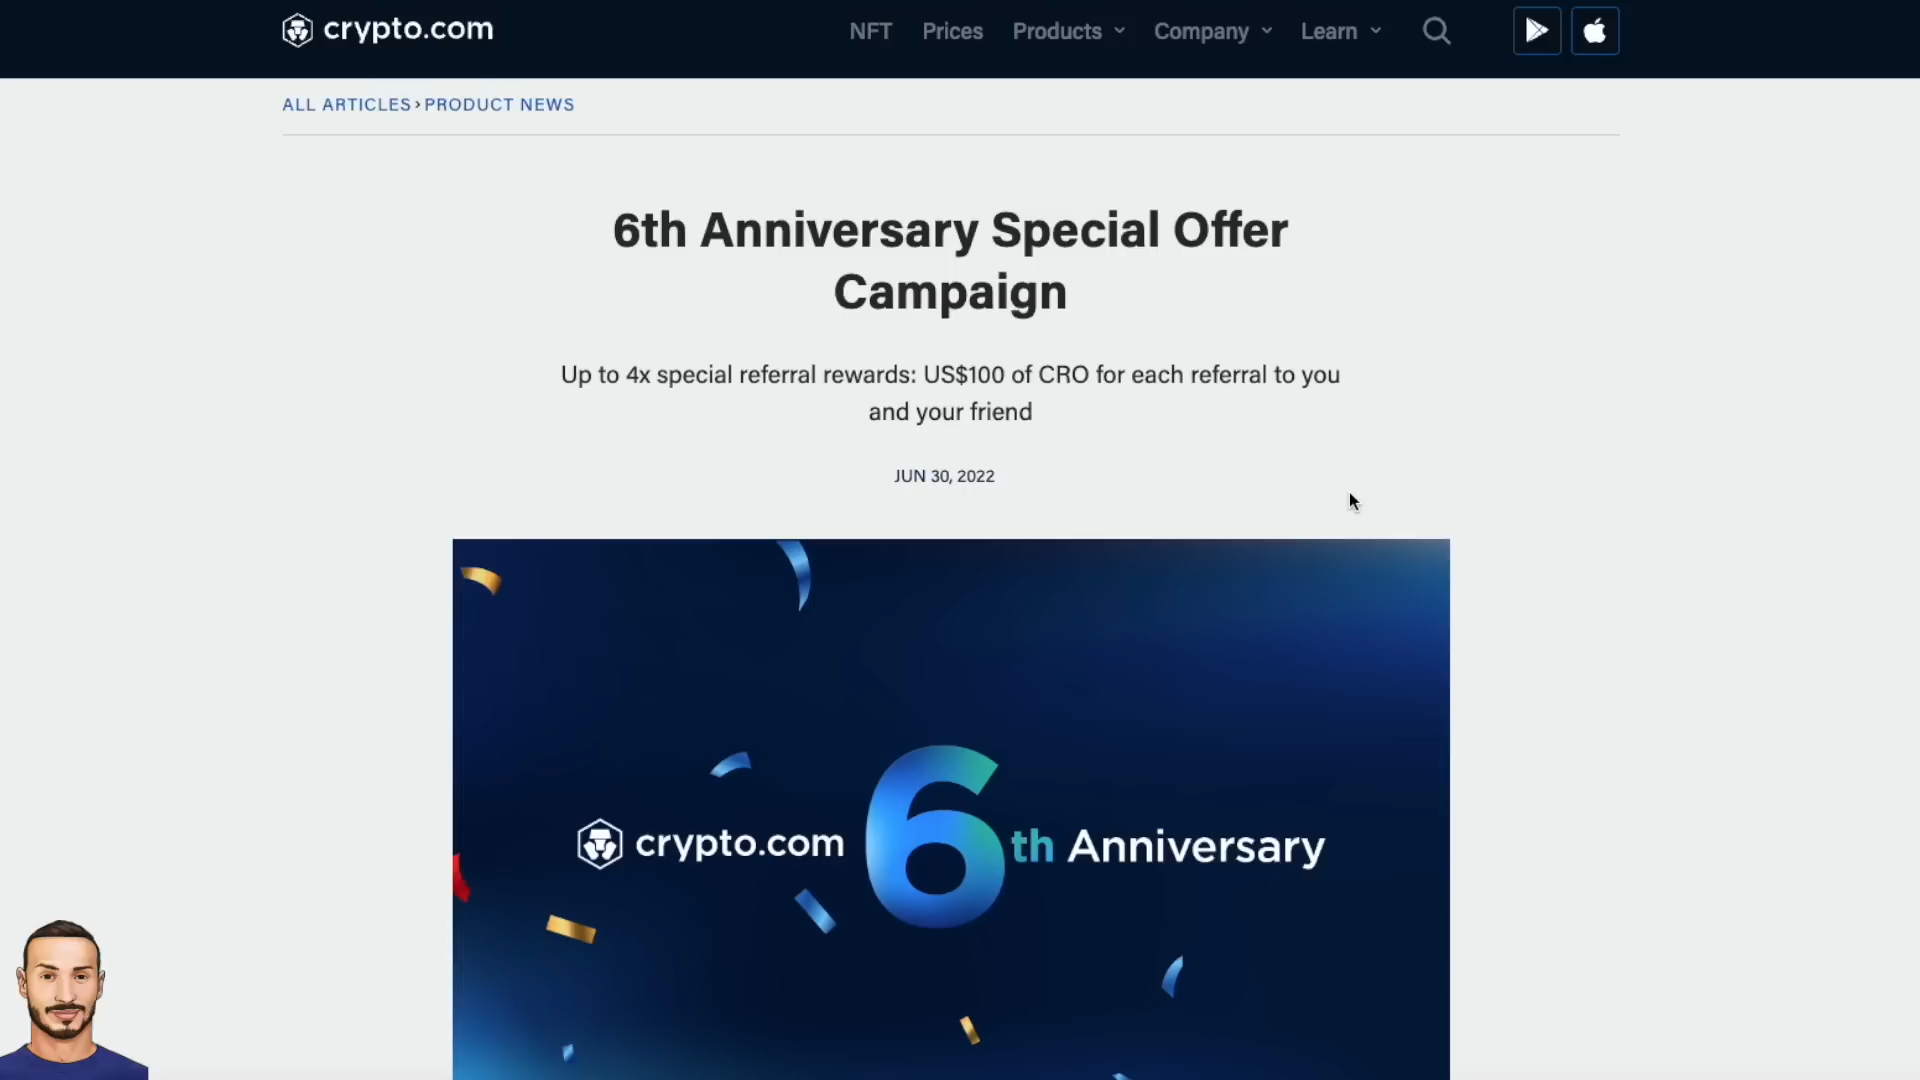 crypto.com
NFT
Prices
Products
Company
Learn
ALL ARTICLES › PRODUCT NEWS
6th Anniversary Special Offer
Campaign
Up to 4x special referral rewards: US$100 of CRO for each referral to you
and your friend
JUN 30, 2022
crypto.com 6th Anniversary